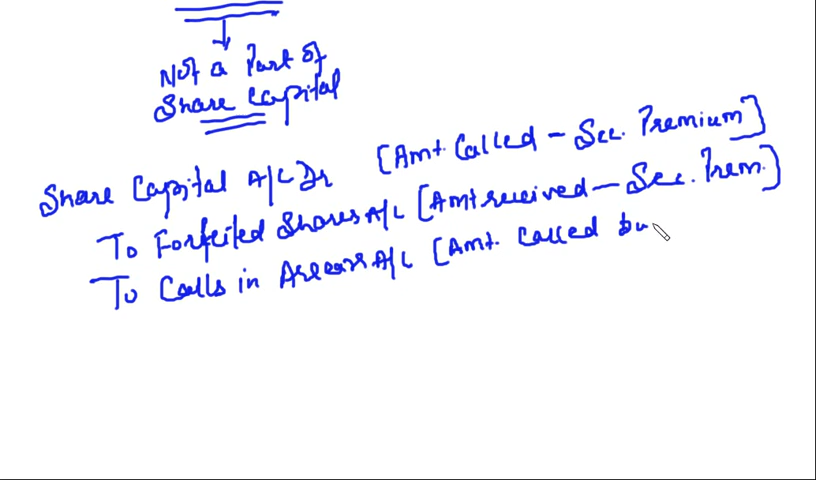 Not a Part of
Share Capital
Share Capital A/c Dr [Amt. Called – Sec. Premium]
To Forfeited Shares A/c [Amt received – Sec. Prem.]
To Calls in Arrears A/c [Amt. Called bu